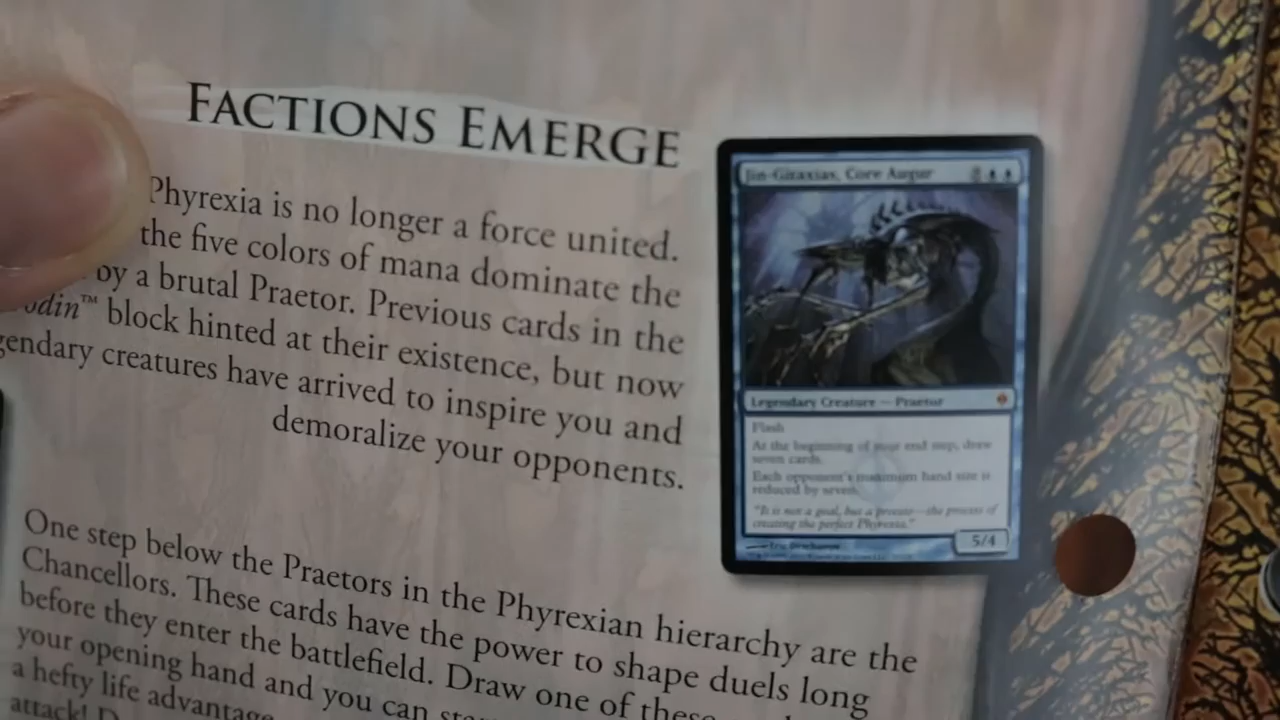 FACTIONS EMERGE
Phyrexia is no longer a force united.
the five colors of mana dominate the
by a brutal Praetor. Previous cards in the
odin™ block hinted at their existence, but now
gendary creatures have arrived to inspire you and
demoralize your opponents.
Jin-Gitaxias, Core Augur
8
Legendary Creature — Praetor
Flash
At the beginning of your end step, draw
seven cards.
Each opponent's maximum hand size is
reduced by seven.
"It is not a goal, but a process—the process of
creating the perfect Phyrexia."
Eric Deschamps
5/4
One step below the Praetors in the Phyrexian hierarchy are the
Chancellors. These cards have the power to shape duels long
before they enter the battlefield. Draw one of these
your opening hand and you can
a hefty life advantage
attack!